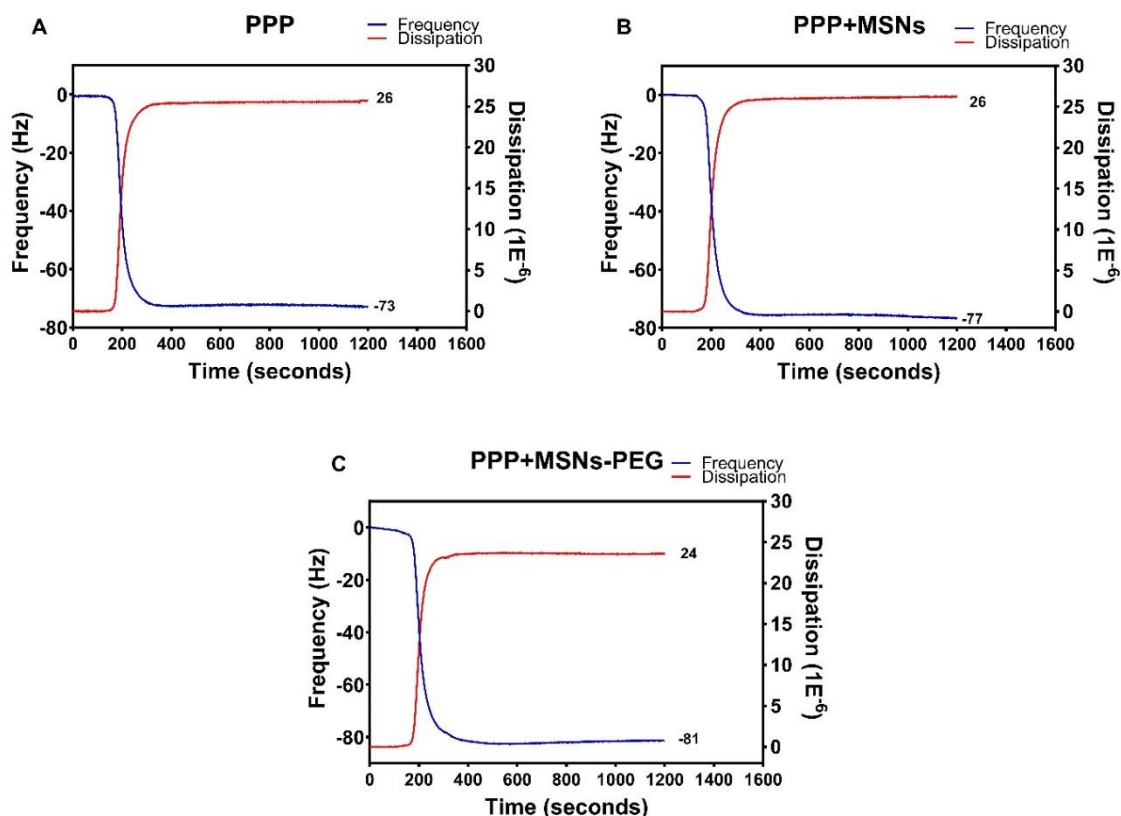 A
PPP
Frequency
Dissipation
Frequency (Hz)
0
-20
-40
-60
-80
30
25
20
15
10
5
0
Dissipation (1E⁻⁶)
26
-73
0 200 400 600 800 1000 1200 1400 1600
Time (seconds)
B
PPP+MSNs
Frequency
Dissipation
Frequency (Hz)
0
-20
-40
-60
-80
30
25
20
15
10
5
0
Dissipation (1E⁻⁶)
26
-77
0 200 400 600 800 1000 1200 1400 1600
Time (seconds)
C
PPP+MSNs-PEG
Frequency
Dissipation
Frequency (Hz)
0
-20
-40
-60
-80
30
25
20
15
10
5
0
Dissipation (1E⁻⁶)
24
-81
0 200 400 600 800 1000 1200 1400 1600
Time (seconds)